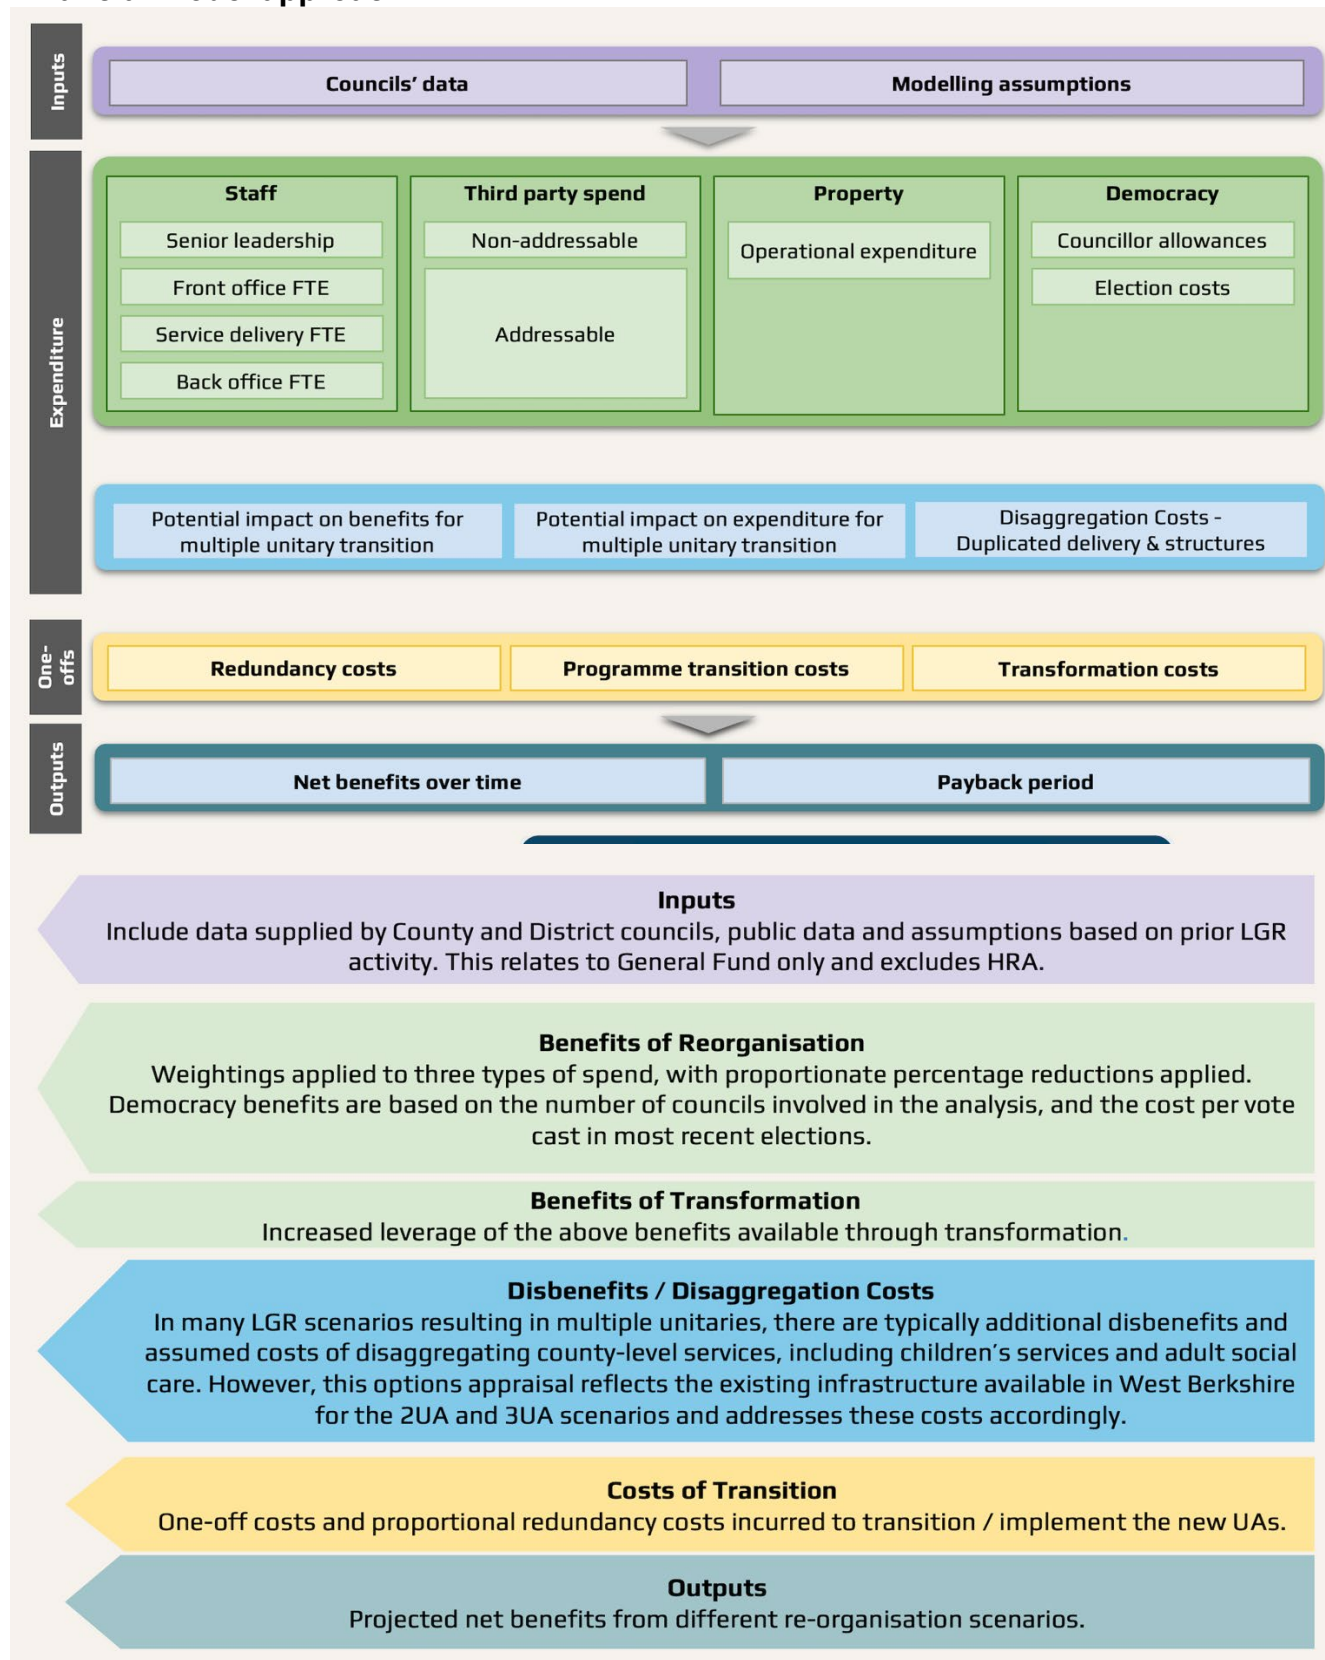 Inputs
Councils’ data
Modelling assumptions
Expenditure
Staff
Senior leadership
Front office FTE
Service delivery FTE
Back office FTE
Third party spend
Non-addressable
Addressable
Property
Operational expenditure
Democracy
Councillor allowances
Election costs
Potential impact on benefits for
multiple unitary transition
Potential impact on expenditure for
multiple unitary transition
Disaggregation Costs -
Duplicated delivery & structures
One-
offs
Redundancy costs
Programme transition costs
Transformation costs
Outputs
Net benefits over time
Payback period
Inputs
Include data supplied by County and District councils, public data and assumptions based on prior LGR
activity. This relates to General Fund only and excludes HRA.
Benefits of Reorganisation
Weightings applied to three types of spend, with proportionate percentage reductions applied.
Democracy benefits are based on the number of councils involved in the analysis, and the cost per vote
cast in most recent elections.
Benefits of Transformation
Increased leverage of the above benefits available through transformation.
Disbenefits / Disaggregation Costs
In many LGR scenarios resulting in multiple unitaries, there are typically additional disbenefits and
assumed costs of disaggregating county-level services, including children’s services and adult social
care. However, this options appraisal reflects the existing infrastructure available in West Berkshire
for the 2UA and 3UA scenarios and addresses these costs accordingly.
Costs of Transition
One-off costs and proportional redundancy costs incurred to transition / implement the new UAs.
Outputs
Projected net benefits from different re-organisation scenarios.